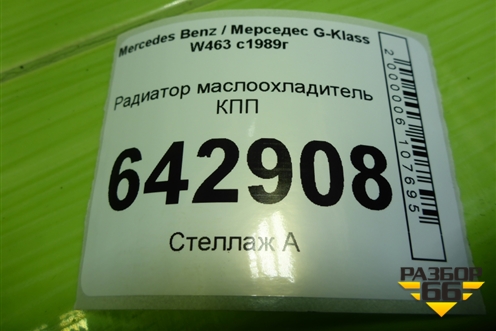 Mercedes Benz / Мерседес G-Klass
W463 с1989г
Радиатор маслоохладитель
КПП
642908
Стеллаж А
2000006107695
РАЗБОР
66